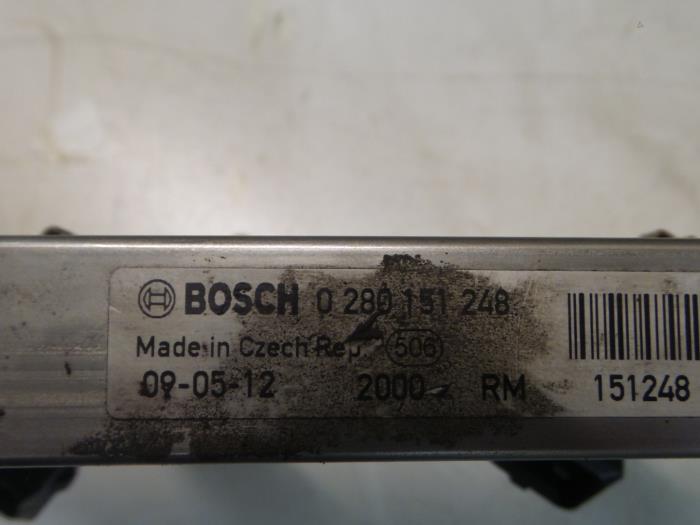 BOSCH 0 280 151 248
Made in Czech Rep 506
09-05-12 2000 RM 151248